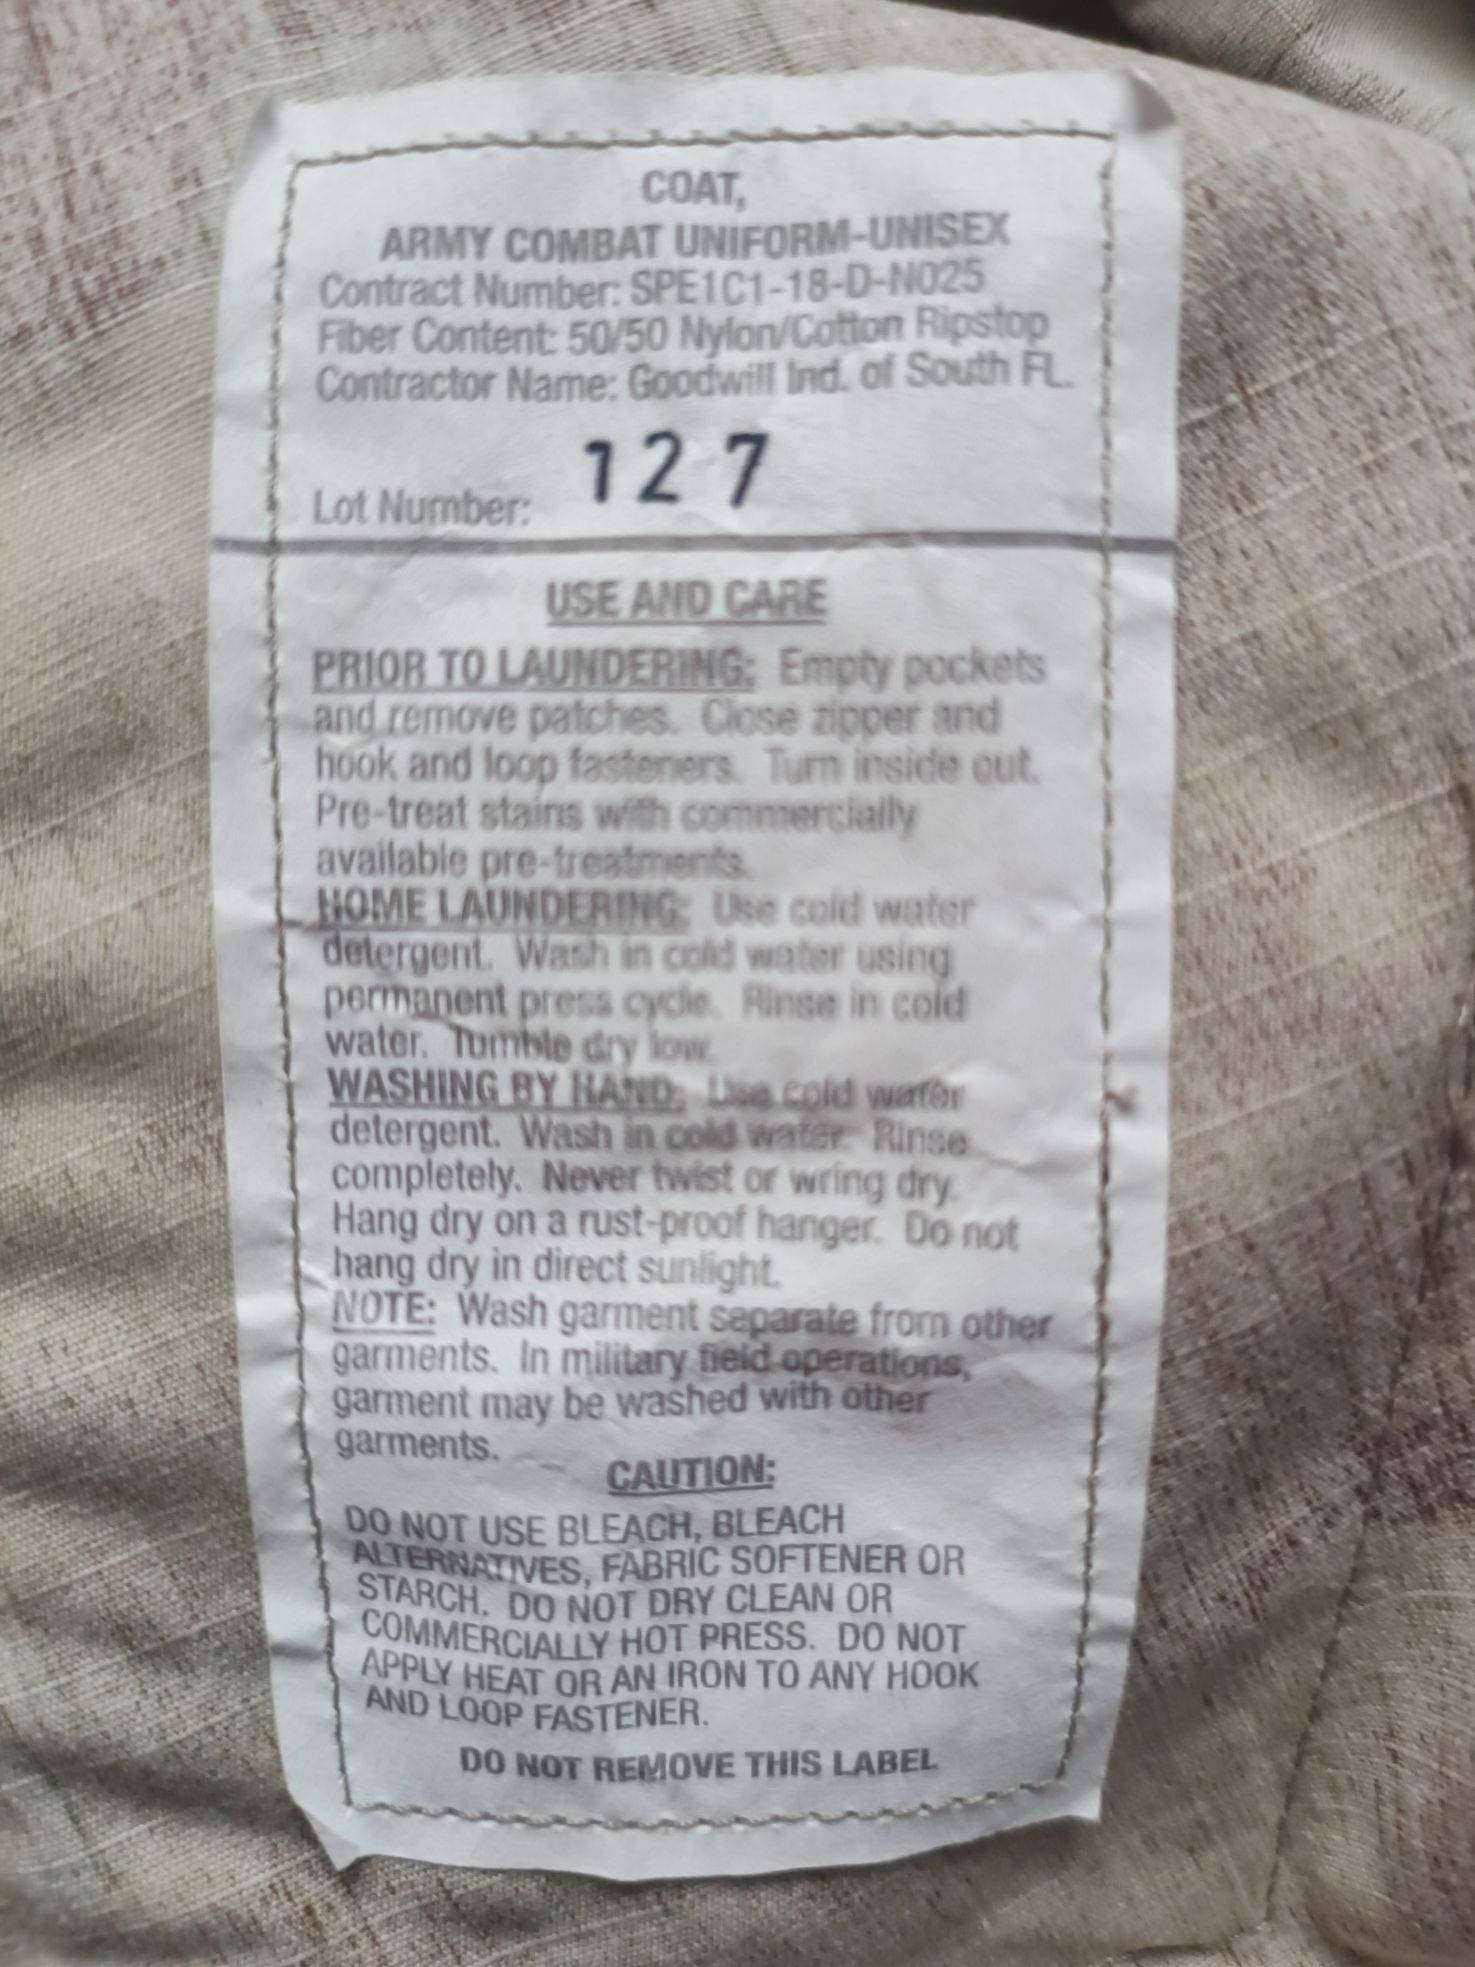 COAT,
ARMY COMBAT UNIFORM-UNISEX
Contract Number: SPE1C1-18-D-N025
Fiber Content: 50/50 Nylon/Cotton Ripstop
Contractor Name: Goodwill Ind. of South FL.
127
Lot Number:
USE AND CARE
PRIOR TO LAUNDERING: Empty pockets
and remove patches. Close zipper and
hook and loop fasteners. Turn inside out.
Pre-treat stains with commercially
available pre-treatments.
HOME LAUNDERING: Use cold water
detergent. Wash in cold water using
permanent press cycle. Rinse in cold
water. Tumble dry low.
WASHING BY HAND: Use cold water
detergent. Wash in cold water. Rinse
completely. Never twist or wring dry.
Hang dry on a rust-proof hanger. Do not
hang dry in direct sunlight.
NOTE: Wash garment separate from other
garments. In military field operations,
garment may be washed with other
garments.
CAUTION:
DO NOT USE BLEACH, BLEACH
ALTERNATIVES, FABRIC SOFTENER OR
STARCH. DO NOT DRY CLEAN OR
COMMERCIALLY HOT PRESS. DO NOT
APPLY HEAT OR AN IRON TO ANY HOOK
AND LOOP FASTENER.
DO NOT REMOVE THIS LABEL